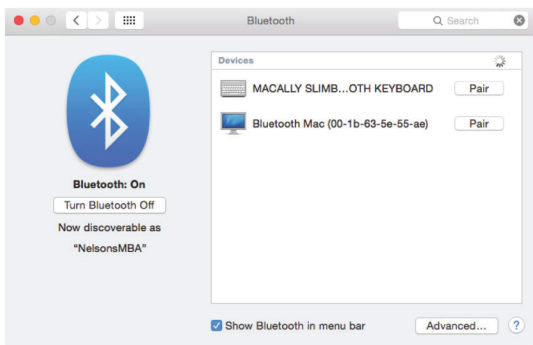 Bluetooth
Search
Devices
MACALLY SLIMB...OTH KEYBOARD Pair
Bluetooth Mac (00-1b-63-5e-55-ae) Pair
Bluetooth: On
Turn Bluetooth Off
Now discoverable as
“NelsonsMBA”
Show Bluetooth in menu bar
Advanced...
?